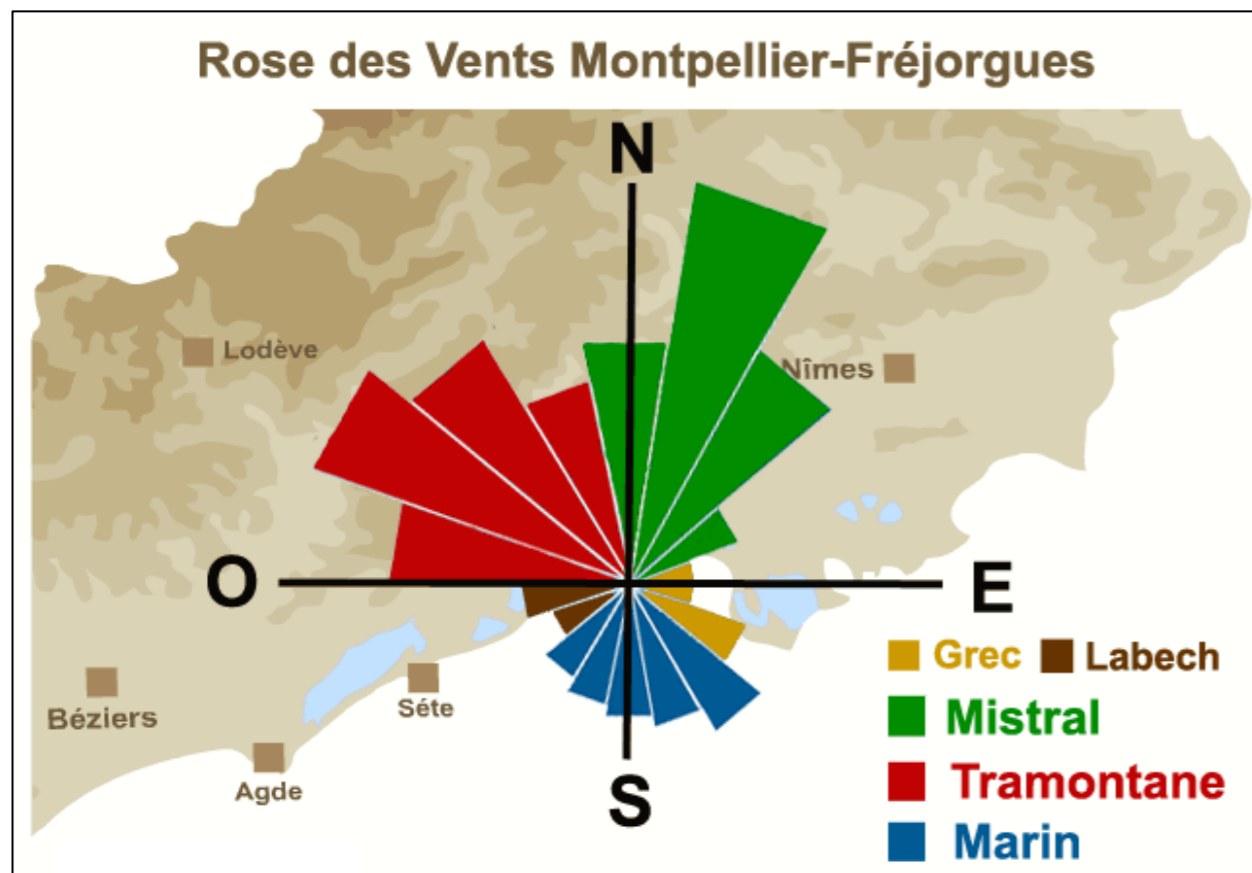 Rose des Vents Montpellier-Fréjorgues
N
Lodève
Nîmes
O
E
Grec
Labech
Béziers
Séte
Mistral
Agde
S
Tramontane
Marin